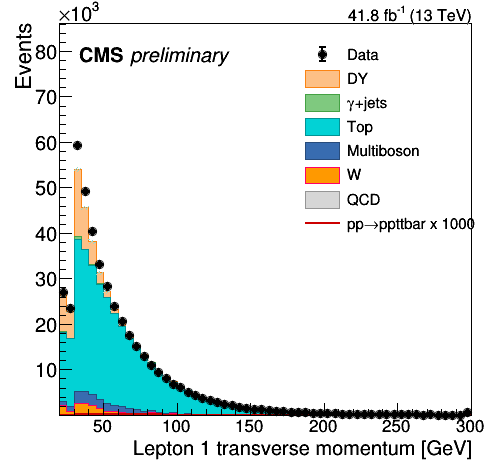 ×10³
41.8 fb⁻¹ (13 TeV)
Events
CMS preliminary
Data
DY
γ+jets
Top
Multiboson
W
QCD
pp→ppttbar x 1000
80
70
60
50
40
30
20
10
50 100 150 200 250 300
Lepton 1 transverse momentum [GeV]